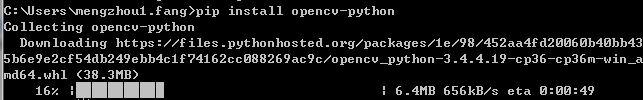 C:\Users\mengzhou1.fang>pip install opencv-python
Collecting opencv-python
  Downloading https://files.pythonhosted.org/packages/1e/98/452aa4fd20060b40bb43
5b6e9e2cf54db249ebb4c1f74162cc088269ac9c/opencv_python-3.4.4.19-cp36-cp36m-win_a
md64.whl (38.3MB)
    16% |████████                        | 6.4MB 656kB/s eta 0:00:49